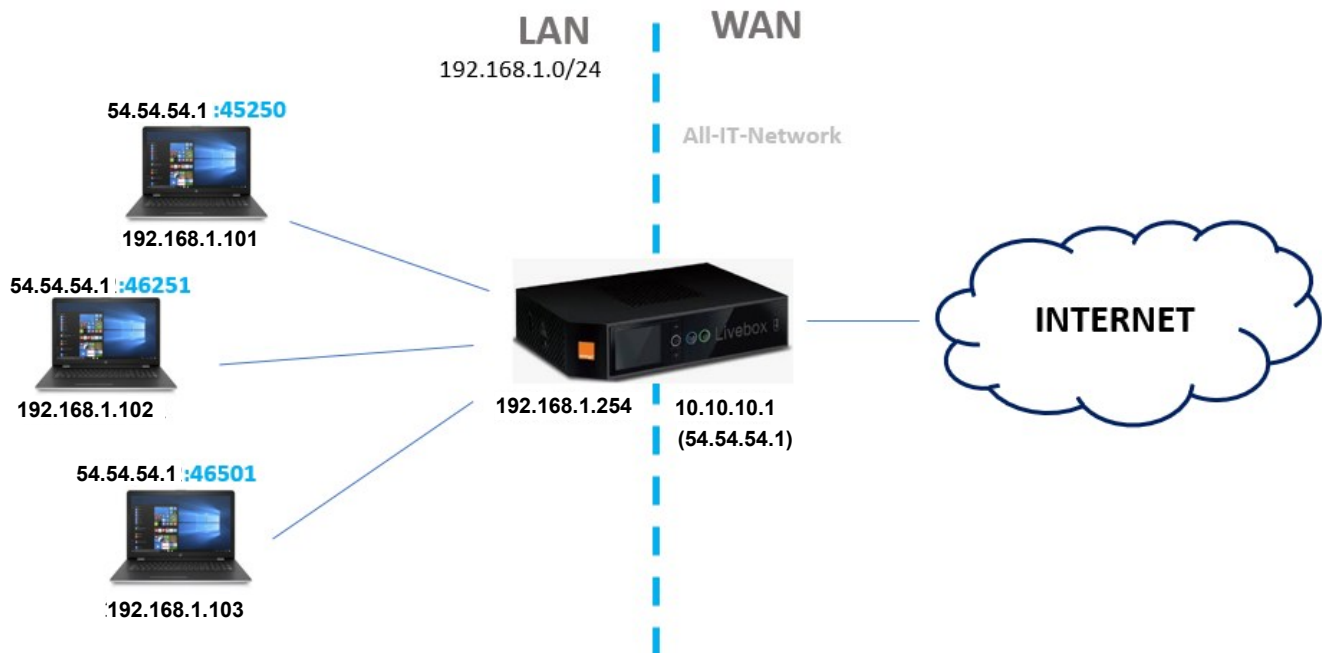 LAN
WAN
192.168.1.0/24
54.54.54.1 :45250
All-IT-Network
192.168.1.101
54.54.54.1 :46251
192.168.1.102
Livebox
INTERNET
192.168.1.254
10.10.10.1
(54.54.54.1)
54.54.54.1 :46501
192.168.1.103